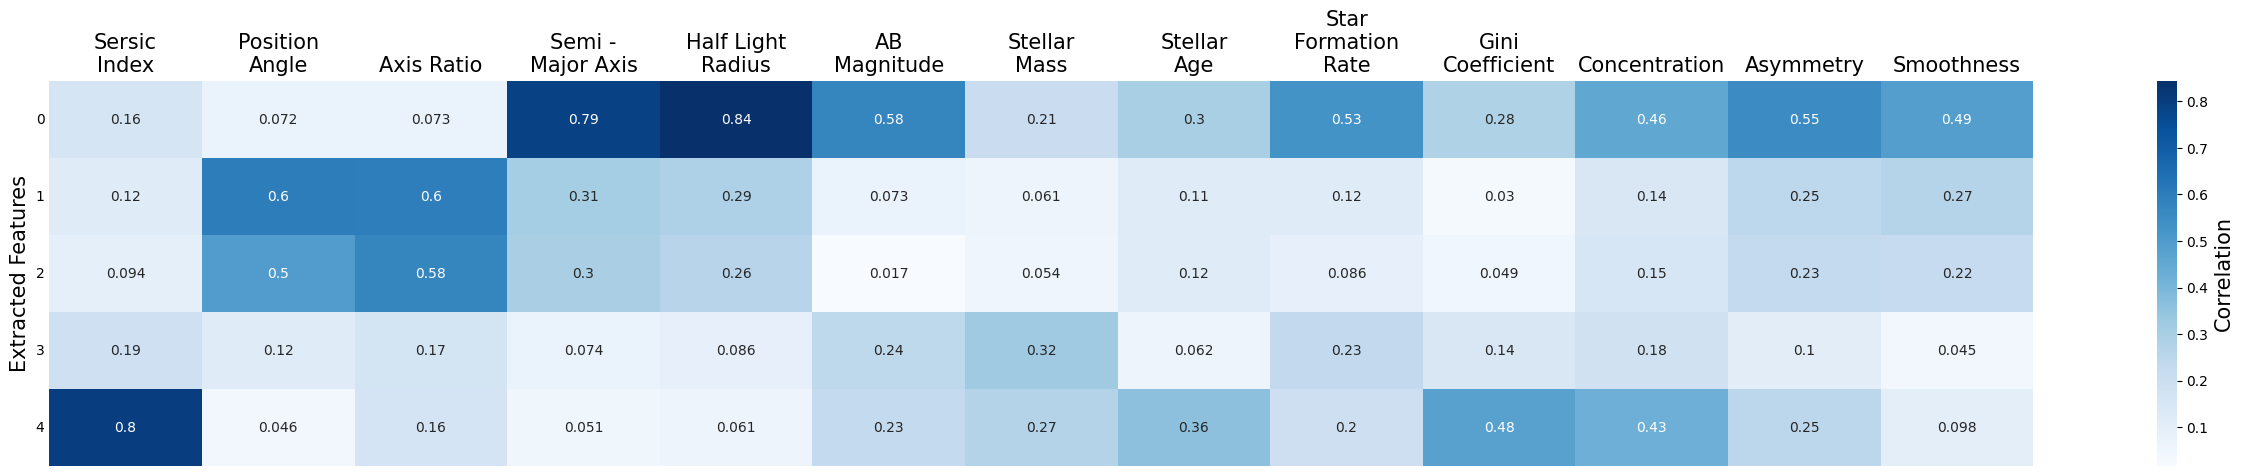 Star
Sersic Position Semi - Half Light AB Stellar Stellar Formation Gini
Index Angle Axis Ratio Major Axis Radius Magnitude Mass Age Rate Coefficient Concentration Asymmetry Smoothness
0 0.16 0.072 0.073 0.79 0.84 0.58 0.21 0.3 0.53 0.28 0.46 0.55 0.49
1 0.12 0.6 0.6 0.31 0.29 0.073 0.061 0.11 0.12 0.03 0.14 0.25 0.27
2 0.094 0.5 0.58 0.3 0.26 0.017 0.054 0.12 0.086 0.049 0.15 0.23 0.22
3 0.19 0.12 0.17 0.074 0.086 0.24 0.32 0.062 0.23 0.14 0.18 0.1 0.045
4 0.8 0.046 0.16 0.051 0.061 0.23 0.27 0.36 0.2 0.48 0.43 0.25 0.098
Extracted Features
0.8
0.7
0.6
0.5
0.4
0.3
0.2
0.1
Correlation